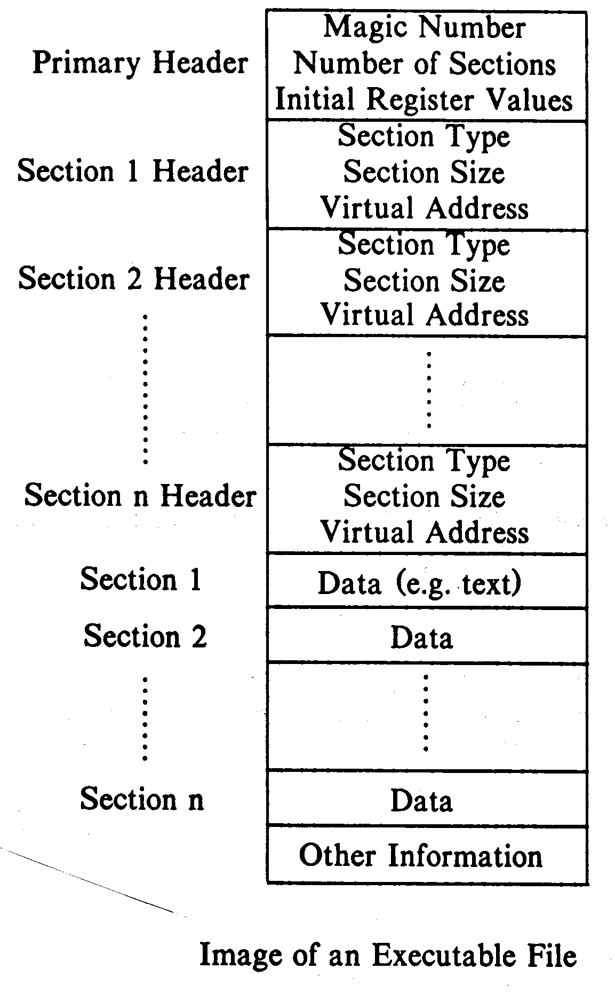 Magic Number
Primary Header Number of Sections
Initial Register Values
Section Type
Section 1 Header Section Size
Virtual Address
Section Type
Section 2 Header Section Size
Virtual Address
Section Type
Section n Header Section Size
Virtual Address
Section 1 Data (e.g. text)
Section 2 Data
Section n Data
Other Information
Image of an Executable File